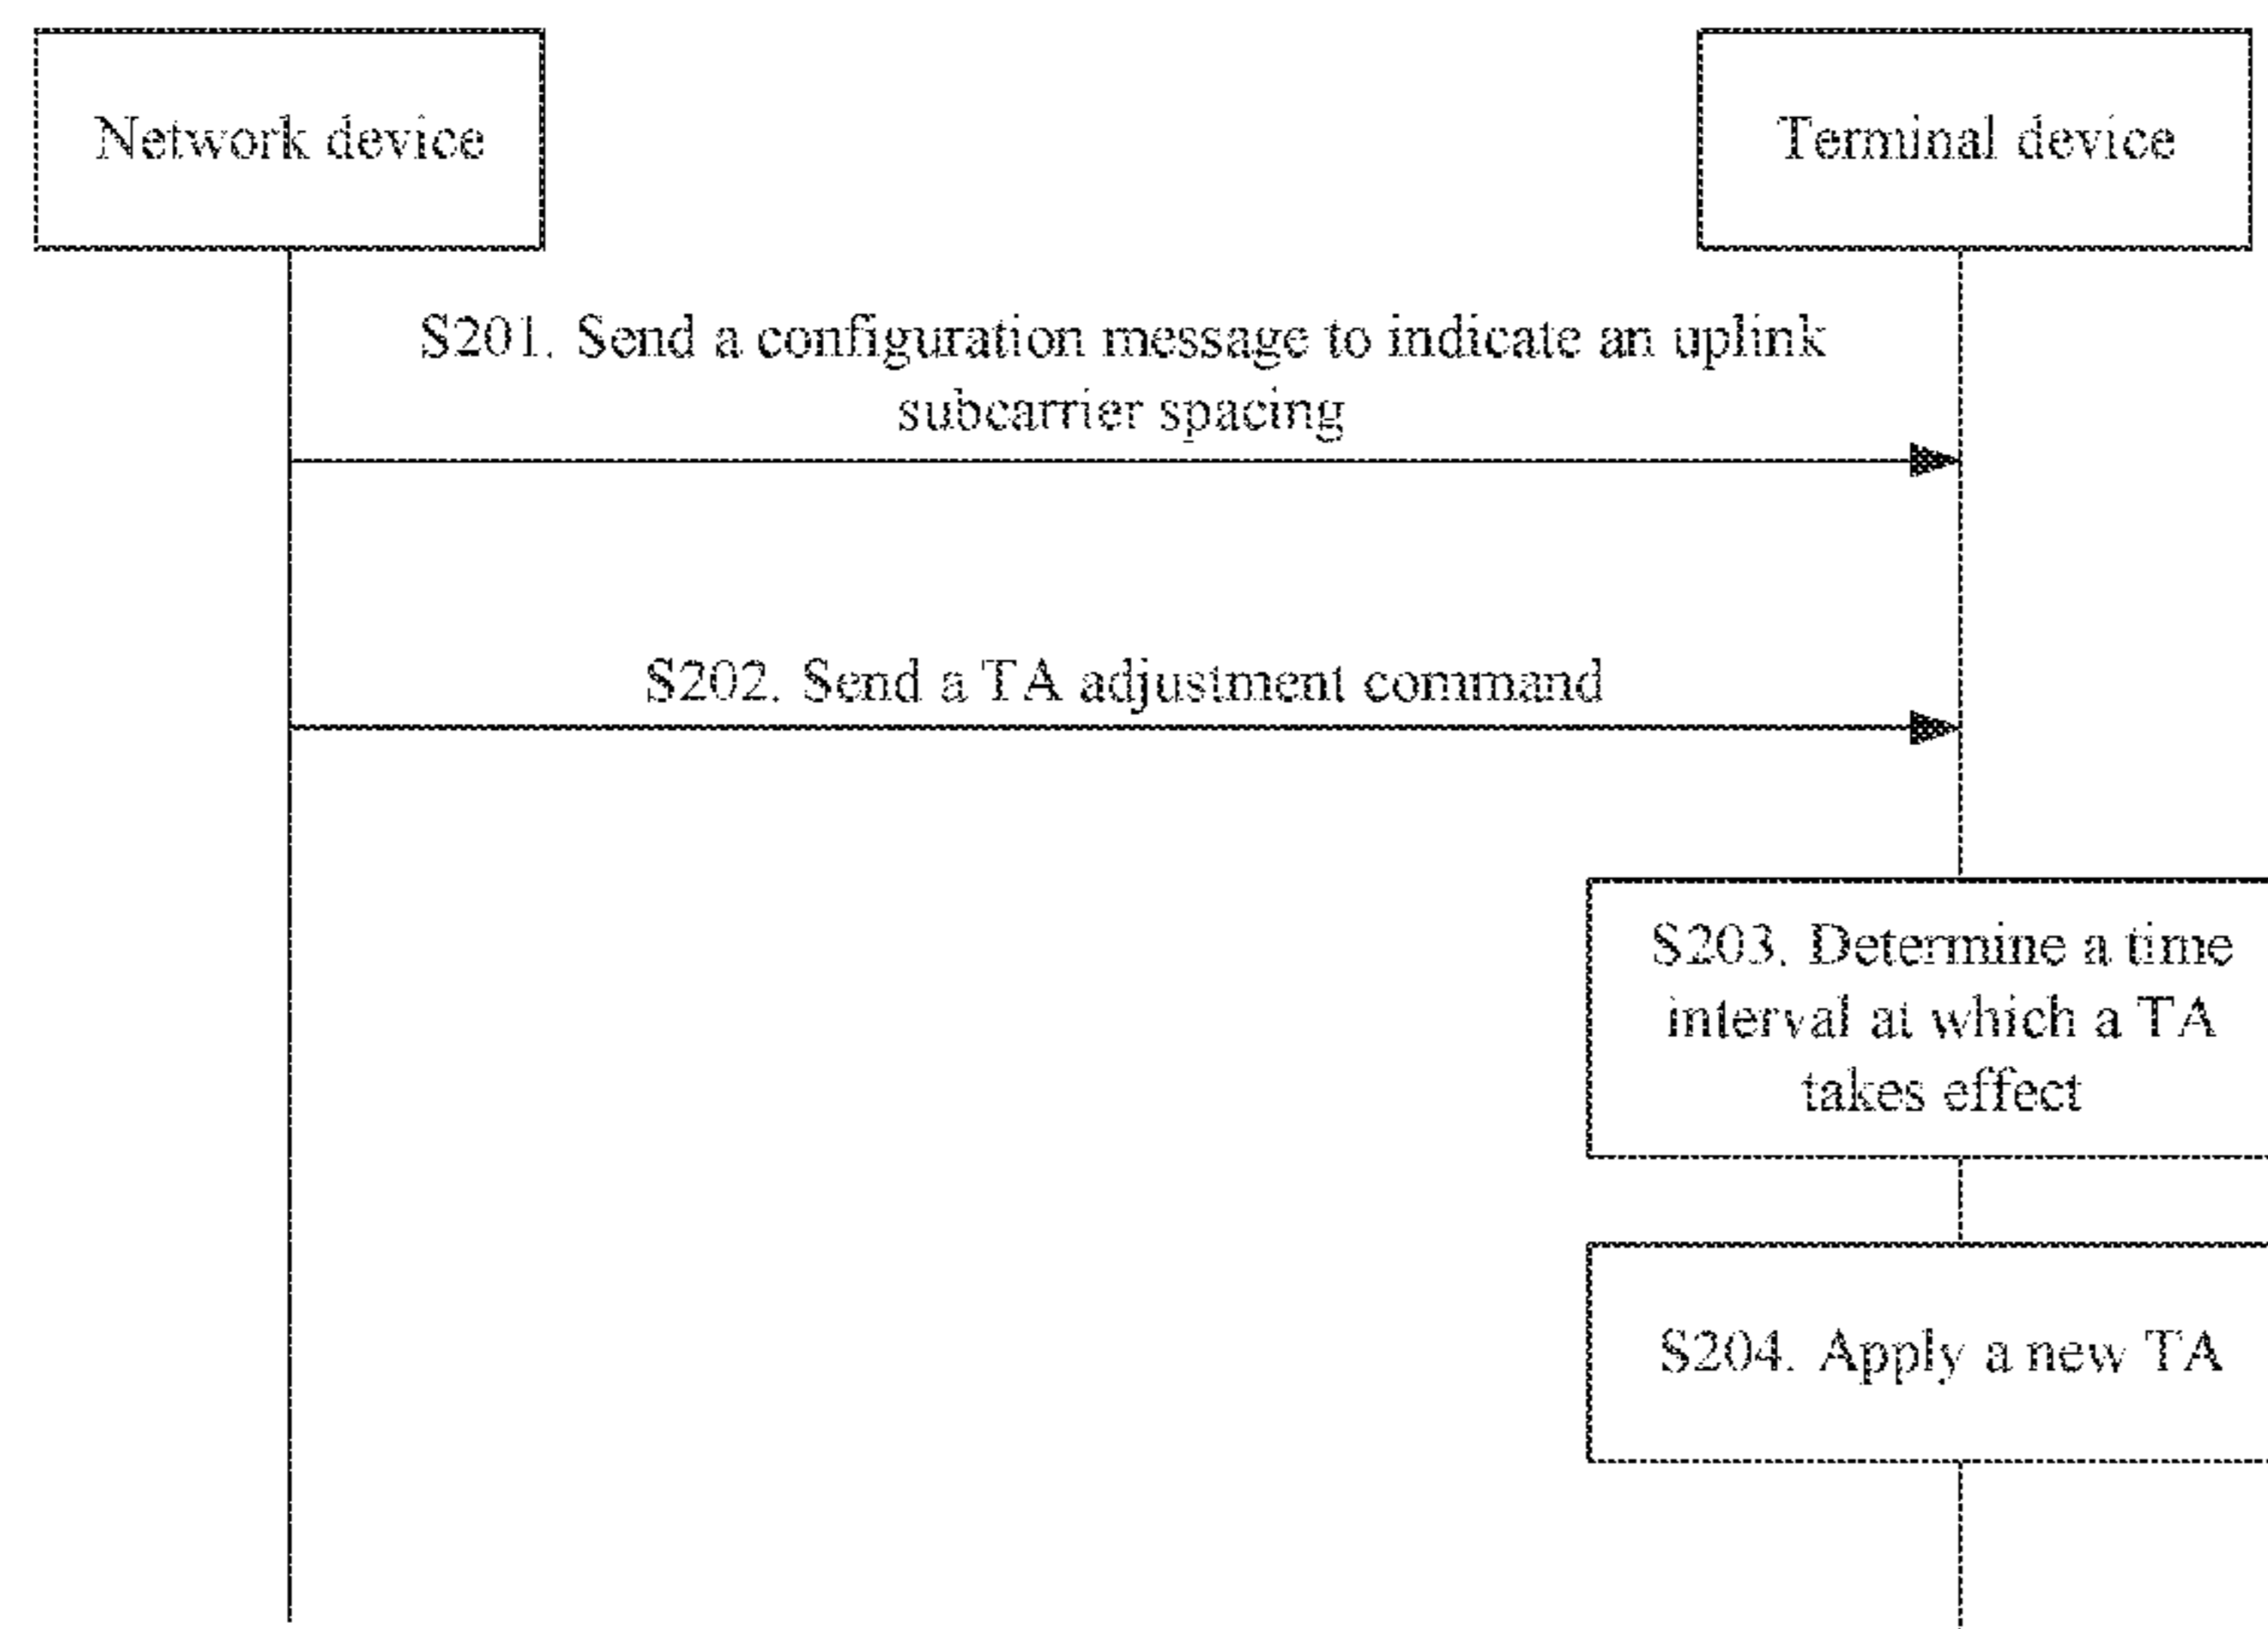 Network device
Terminal device
S201. Send a configuration message to indicate an uplink
subcarrier spacing
S202. Send a TA adjustment command
S203. Determine a time
interval at which a TA
takes effect
S204. Apply a new TA